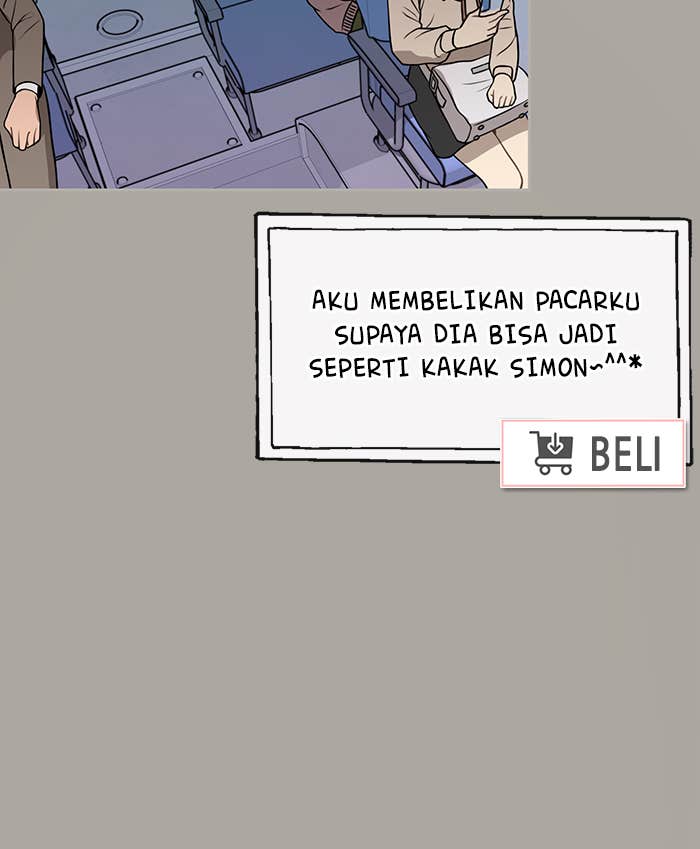 AKU MEMBELIKAN PACARKU
SUPAYA DIA BISA JADI
SEPERTI KAKAK SIMON~^^*
BELI